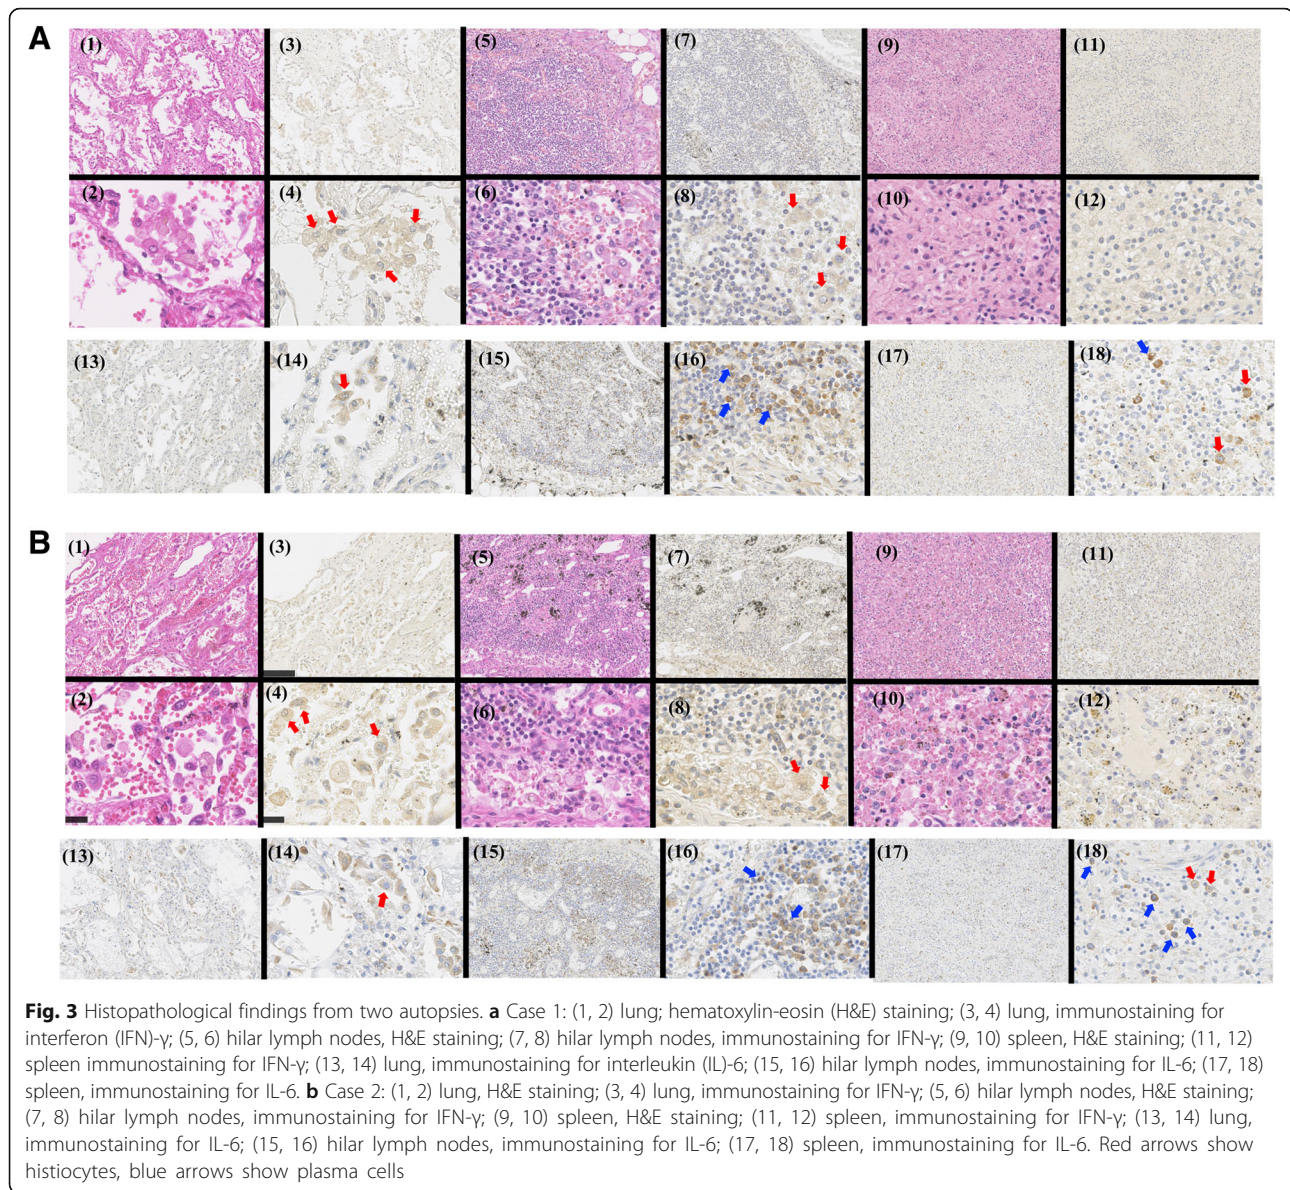 A
(1) (3) (5) (7) (9) (11)
(2) (4) (6) (8) (10) (12)
(13) (14) (15) (16) (17) (18)
B
(1) (3) (5) (7) (9) (11)
(2) (4) (6) (8) (10) (12)
(13) (14) (15) (16) (17) (18)
Fig. 3 Histopathological findings from two autopsies. a Case 1: (1, 2) lung; hematoxylin-eosin (H&E) staining; (3, 4) lung, immunostaining for
interferon (IFN)-γ; (5, 6) hilar lymph nodes, H&E staining; (7, 8) hilar lymph nodes, immunostaining for IFN-γ; (9, 10) spleen, H&E staining; (11, 12)
spleen immunostaining for IFN-γ; (13, 14) lung, immunostaining for interleukin (IL)-6; (15, 16) hilar lymph nodes, immunostaining for IL-6; (17, 18)
spleen, immunostaining for IL-6. b Case 2: (1, 2) lung, H&E staining; (3, 4) lung, immunostaining for IFN-γ; (5, 6) hilar lymph nodes, H&E staining;
(7, 8) hilar lymph nodes, immunostaining for IFN-γ; (9, 10) spleen, H&E staining; (11, 12) spleen, immunostaining for IFN-γ; (13, 14) lung,
immunostaining for IL-6; (15, 16) hilar lymph nodes, immunostaining for IL-6; (17, 18) spleen, immunostaining for IL-6. Red arrows show
histiocytes, blue arrows show plasma cells